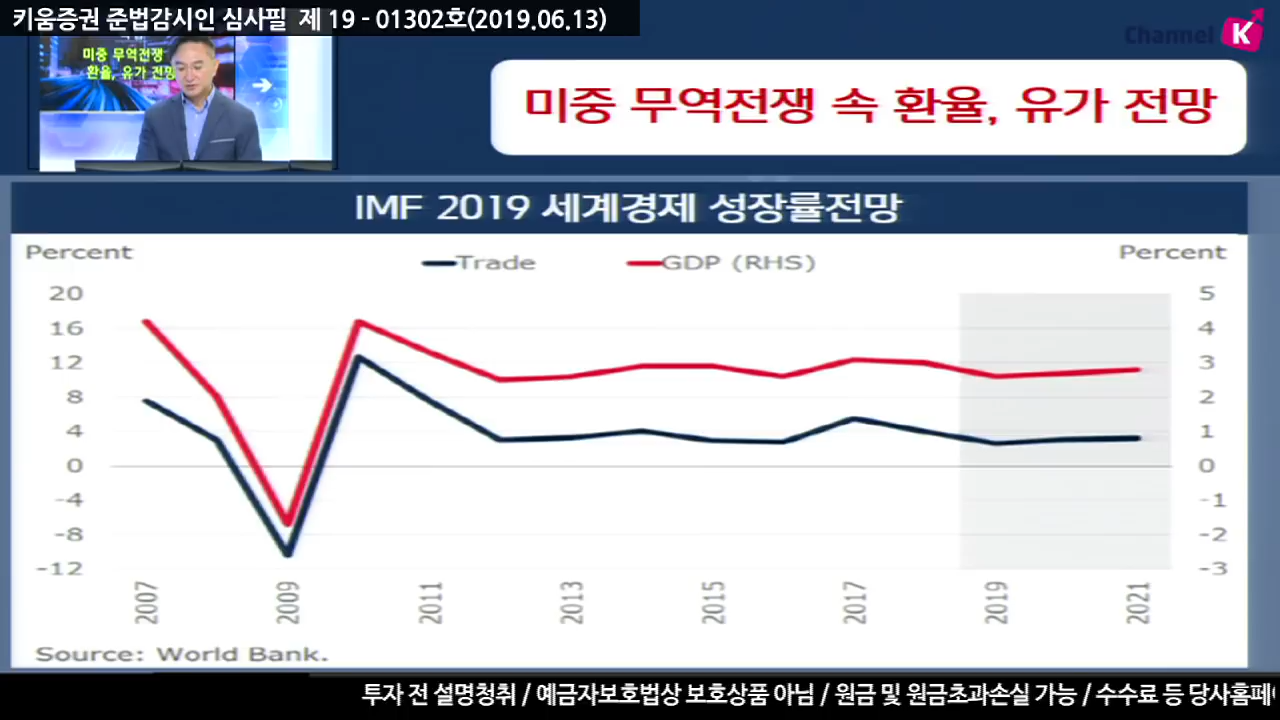 키움증권 준법감시인 심사필 제 19 - 01302호(2019.06.13)
Channel K
미중 무역전쟁
환율, 유가 전망
미중 무역전쟁 속 환율, 유가 전망
IMF 2019 세계경제 성장률전망
Percent
Percent
Trade
GDP (RHS)
20
16
12
8
4
0
-4
-8
-12
5
4
3
2
1
0
-1
-2
-3
2007
2009
2011
2013
2015
2017
2019
2021
Source: World Bank.
투자 전 설명청취 / 예금자보호법상 보호상품 아님 / 원금 및 원금초과손실 가능 / 수수료 등 당사홈페